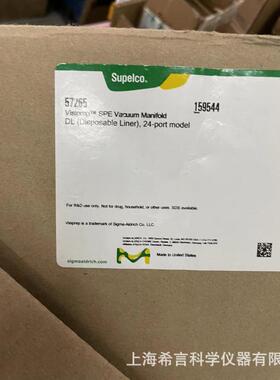 Supelco.
57265
159544
Visiprep™ SPE Vacuum Manifold
DL (Disposable Liner), 24-port model
For R&D use only. Not for drug, household, or other uses. SDS available.
Visiprep is a trademark of Sigma-Aldrich Co. LLC.
Made in United States
sigmaaldrich.com
上海希言科学仪器有限公司